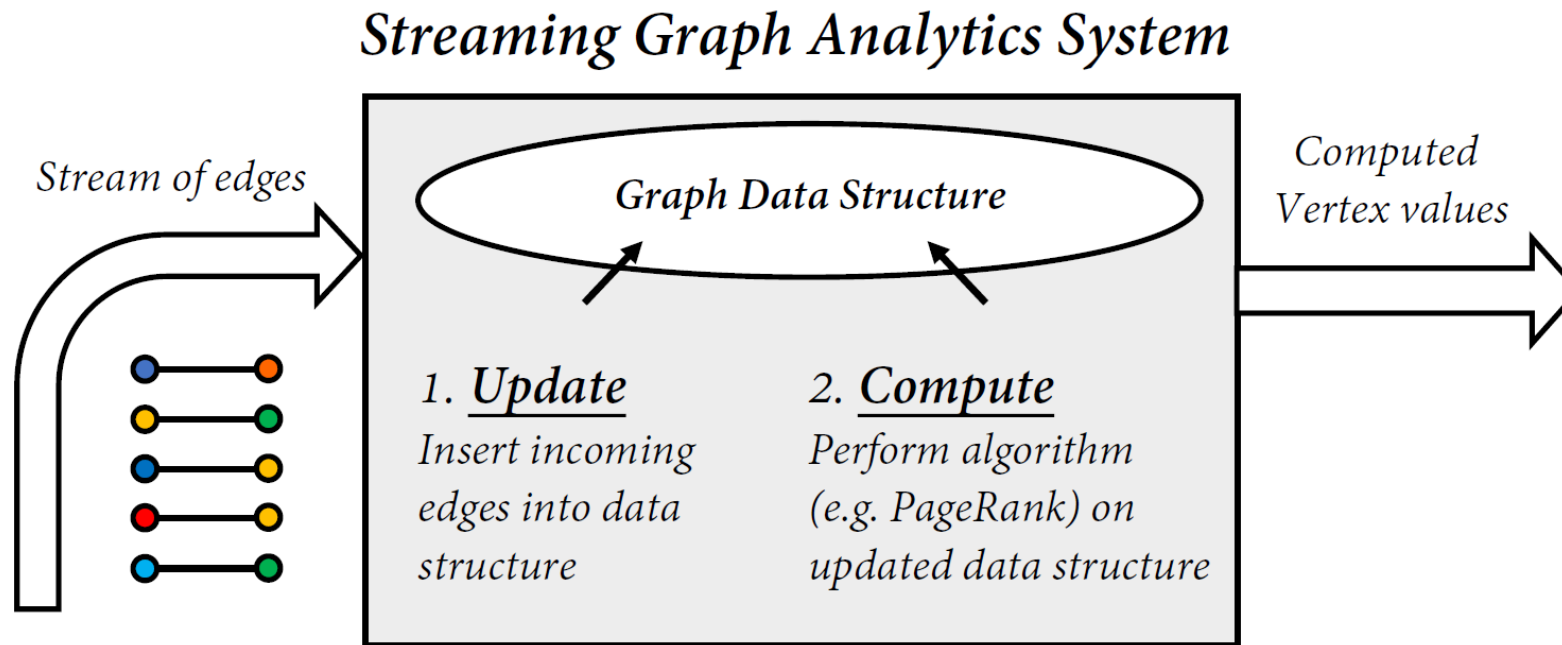 Streaming Graph Analytics System
Stream of edges
Graph Data Structure
Computed
Vertex values
1. Update
Insert incoming
edges into data
structure
2. Compute
Perform algorithm
(e.g. PageRank) on
updated data structure